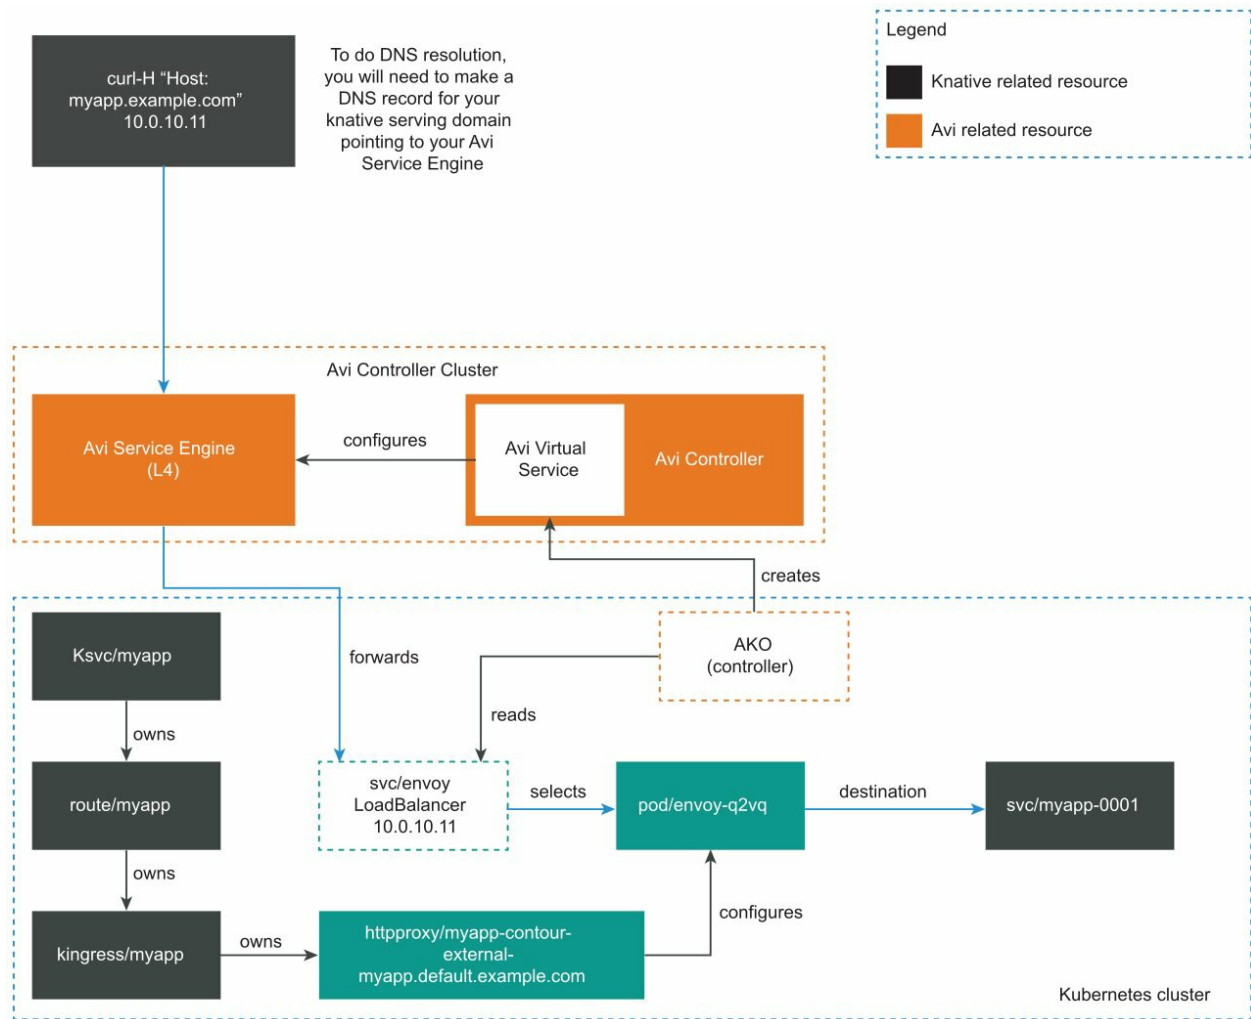 curl-H “Host:
myapp.example.com”
10.0.10.11
To do DNS resolution,
you will need to make a
DNS record for your
knative serving domain
pointing to your Avi
Service Engine
Legend
Knative related resource
Avi related resource
Avi Controller Cluster
Avi Service Engine
(L4)
configures
Avi Virtual
Service
Avi Controller
creates
Ksvc/myapp
forwards
AKO
(controller)
owns
reads
route/myapp
svc/envoy
LoadBalancer
10.0.10.11
selects
pod/envoy-q2vq
destination
svc/myapp-0001
owns
configures
kingress/myapp
owns
httpproxy/myapp-contour-
external-
myapp.default.example.com
Kubernetes cluster